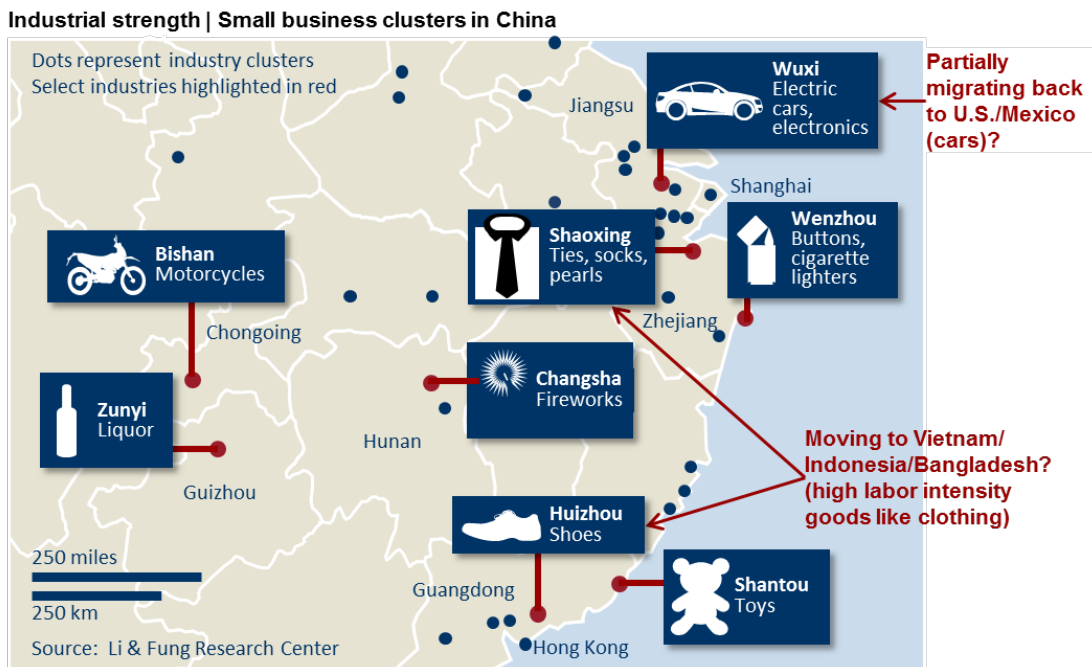 Industrial strength | Small business clusters in China
Dots represent industry clusters
Select industries highlighted in red
Jiangsu
Wuxi
Electric
cars,
electronics
Partially
migrating back
to U.S./Mexico
(cars)?
Shanghai
Bishan
Motorcycles
Shaoxing
Ties, socks,
pearls
Wenzhou
Buttons,
cigarette
lighters
Chongoing
Zhejiang
Zunyi
Liquor
Changsha
Fireworks
Hunan
Guizhou
Moving to Vietnam/
Indonesia/Bangladesh?
(high labor intensity
goods like clothing)
Huizhou
Shoes
250 miles
250 km
Guangdong
Shantou
Toys
Source: Li & Fung Research Center
Hong Kong